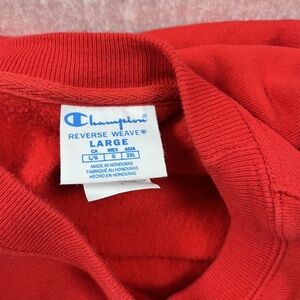 Champion
REVERSE WEAVE®
LARGE
CA MEX ASIA
L/G G 2XL
MADE IN HONDURAS
FABRIQUÉ AU HONDURAS
HECHO EN HONDURAS